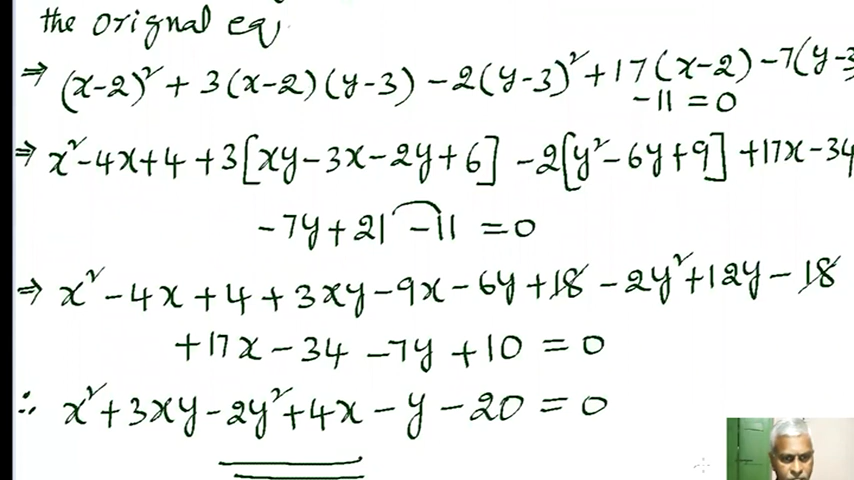 the orignal eq
⇒ (x-2)² + 3(x-2)(y-3) - 2(y-3)² + 17(x-2) - 7(y-3
-11 = 0
⇒ x² - 4x + 4 + 3[xy - 3x - 2y + 6] - 2[y² - 6y + 9] + 17x - 34
- 7y + 21 - 11 = 0
⇒ x² - 4x + 4 + 3xy - 9x - 6y + 18 - 2y² + 12y - 18
+ 17x - 34 - 7y + 10 = 0
∴ x² + 3xy - 2y² + 4x - y - 20 = 0